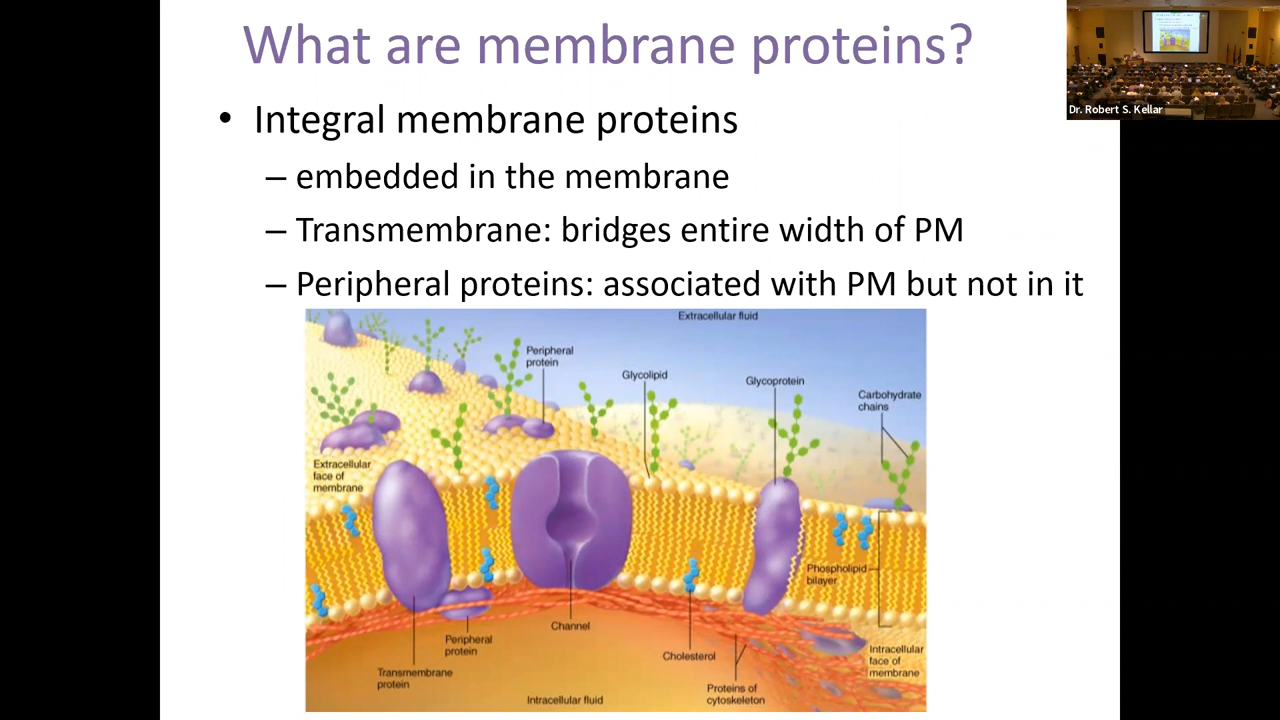 What are membrane proteins?
• Integral membrane proteins
– embedded in the membrane
– Transmembrane: bridges entire width of PM
– Peripheral proteins: associated with PM but not in it
Dr. Robert S. Kellar
Extracellular fluid
Peripheral
protein
Glycolipid
Glycoprotein
Carbohydrate
chains
Extracellular
face of
membrane
Phospholipid
bilayer
Channel
Peripheral
protein
Cholesterol
Intracellular
face of
membrane
Transmembrane
protein
Proteins of
cytoskeleton
Intracellular fluid